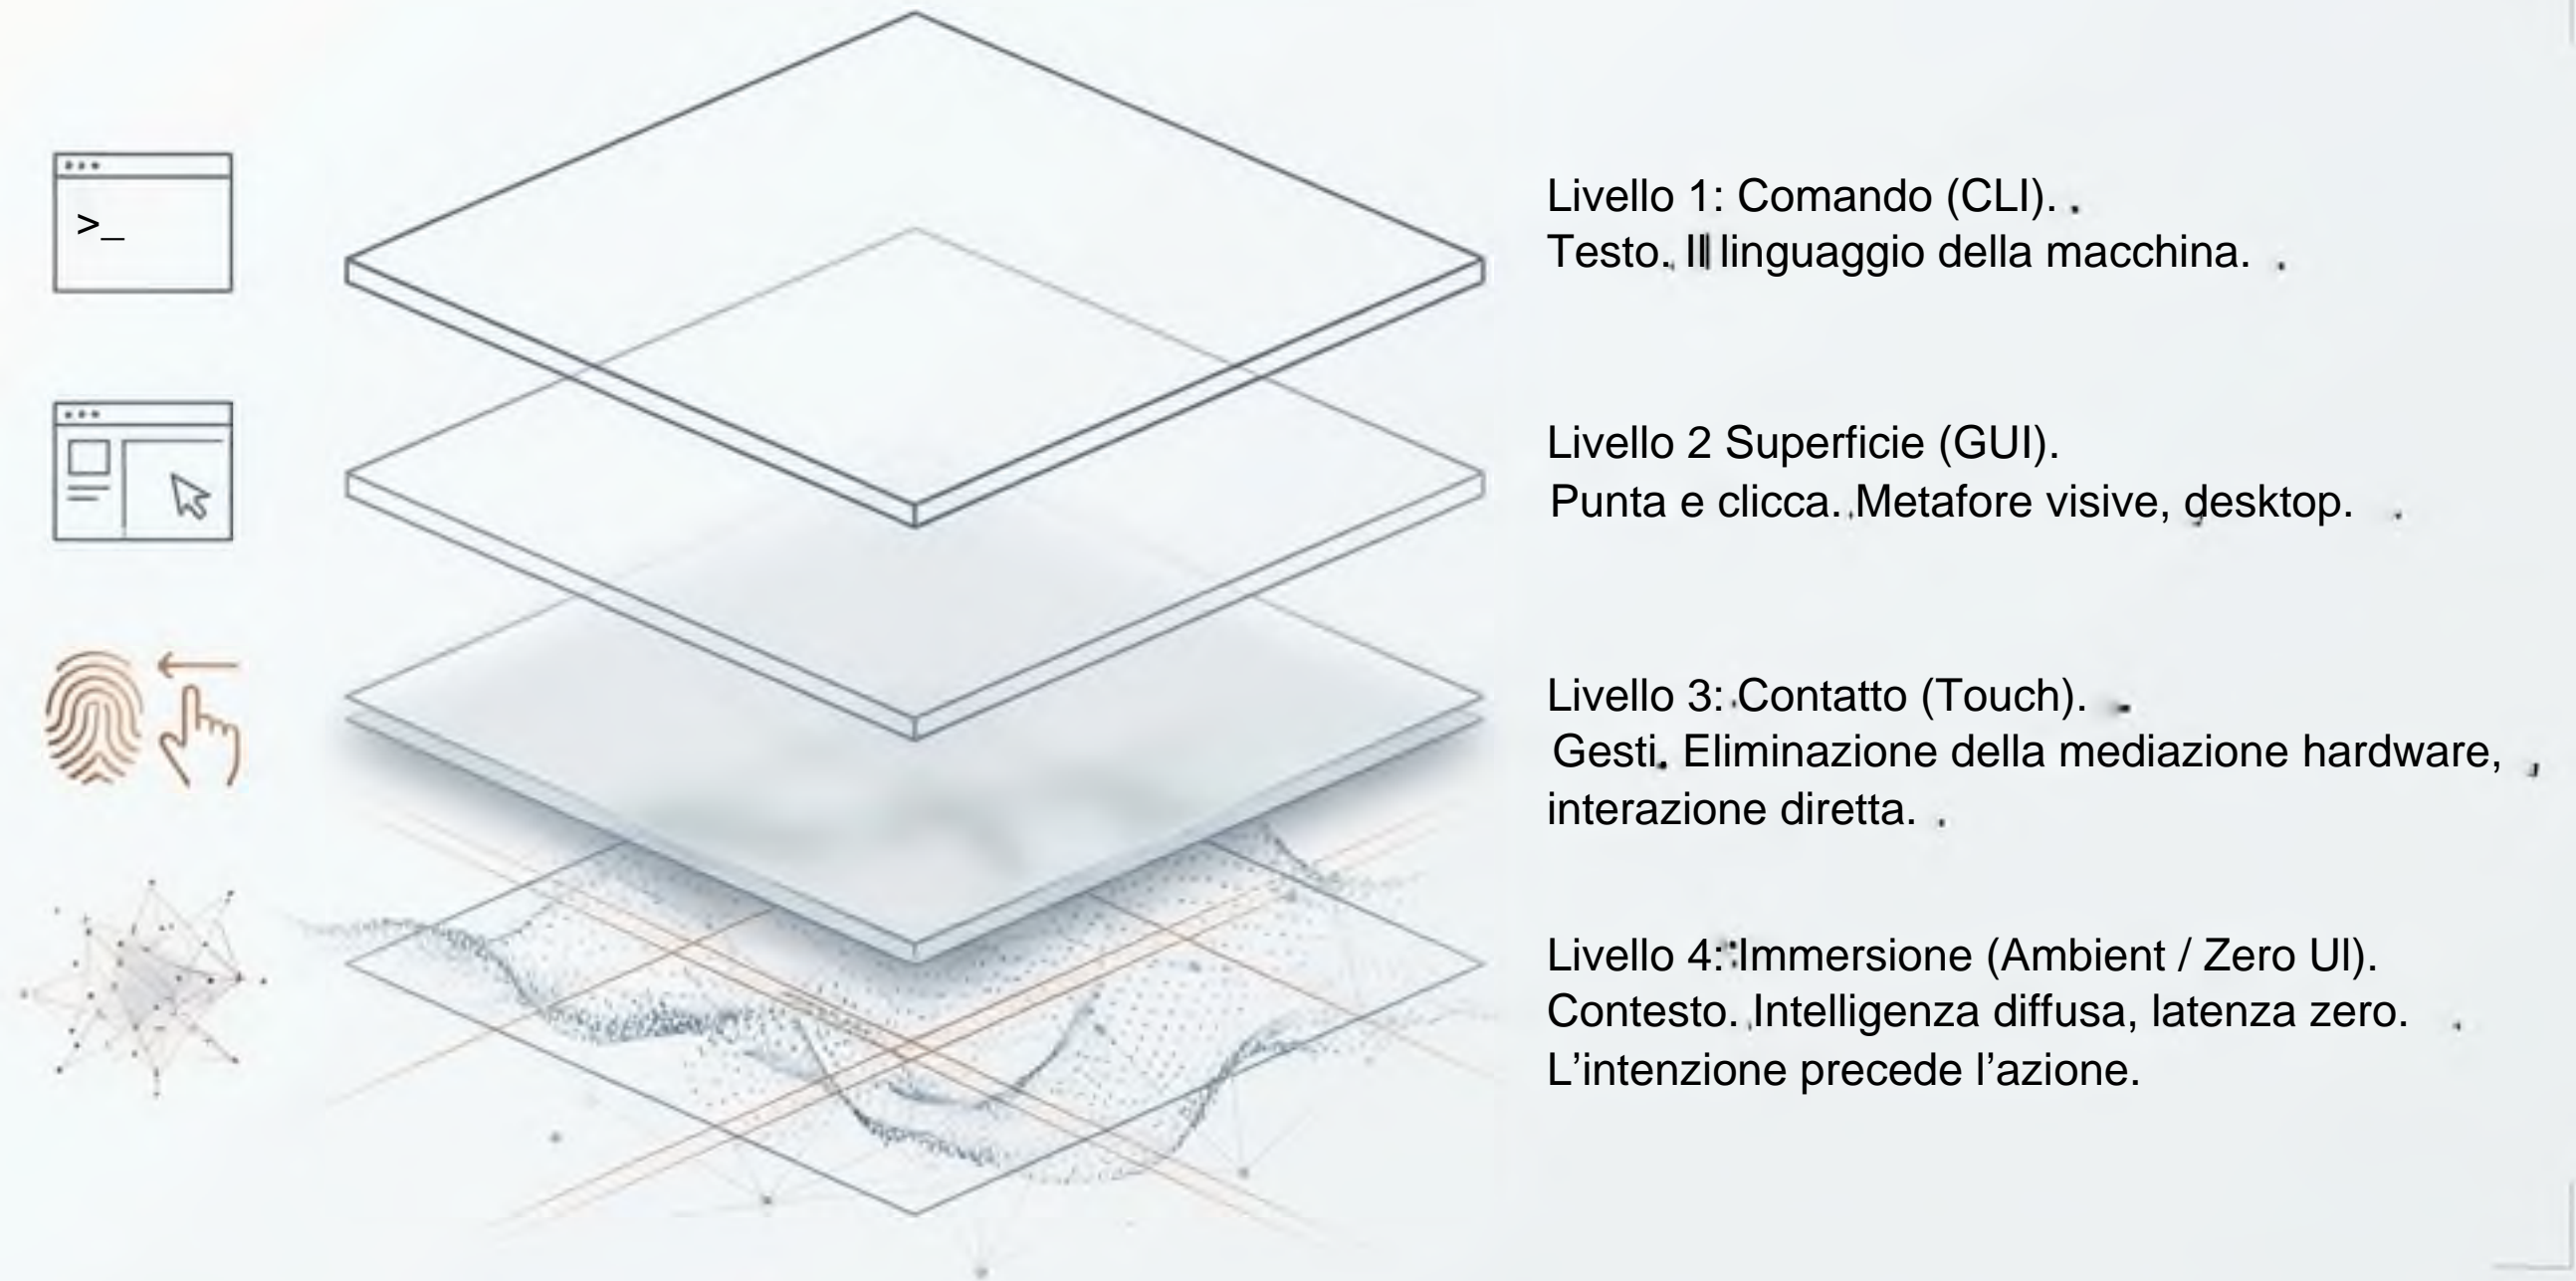 >_
Livello 1: Comando (CLI).
Testo. Il linguaggio della macchina.
Livello 2 Superficie (GUI).
Punta e clicca. Metafore visive, desktop.
Livello 3: Contatto (Touch).
Gesti. Eliminazione della mediazione hardware,
interazione diretta.
Livello 4: Immersione (Ambient / Zero UI).
Contesto. Intelligenza diffusa, latenza zero.
L’intenzione precede l’azione.